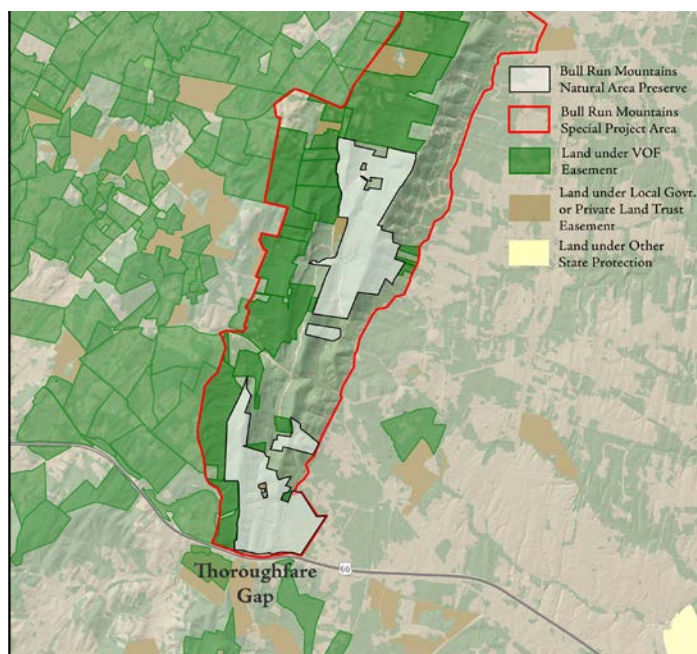 Bull Run Mountains
Natural Area Preserve
Bull Run Mountains
Special Project Area
Land under VOF
Easement
Land under Local Govt.
or Private Land Trust
Easement
Land under Other
State Protection
Thoroughfare
Gap
66